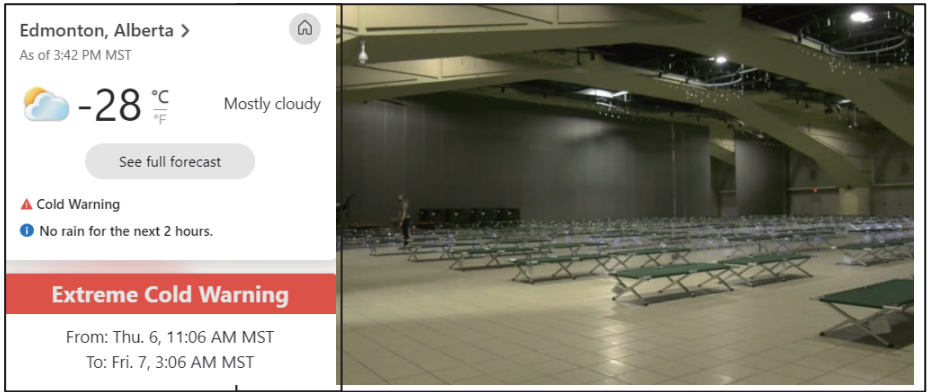 Edmonton, Alberta >
As of 3:42 PM MST
-28 °C
°F
Mostly cloudy
See full forecast
Cold Warning
No rain for the next 2 hours.
Extreme Cold Warning
From: Thu. 6, 11:06 AM MST
To: Fri. 7, 3:06 AM MST